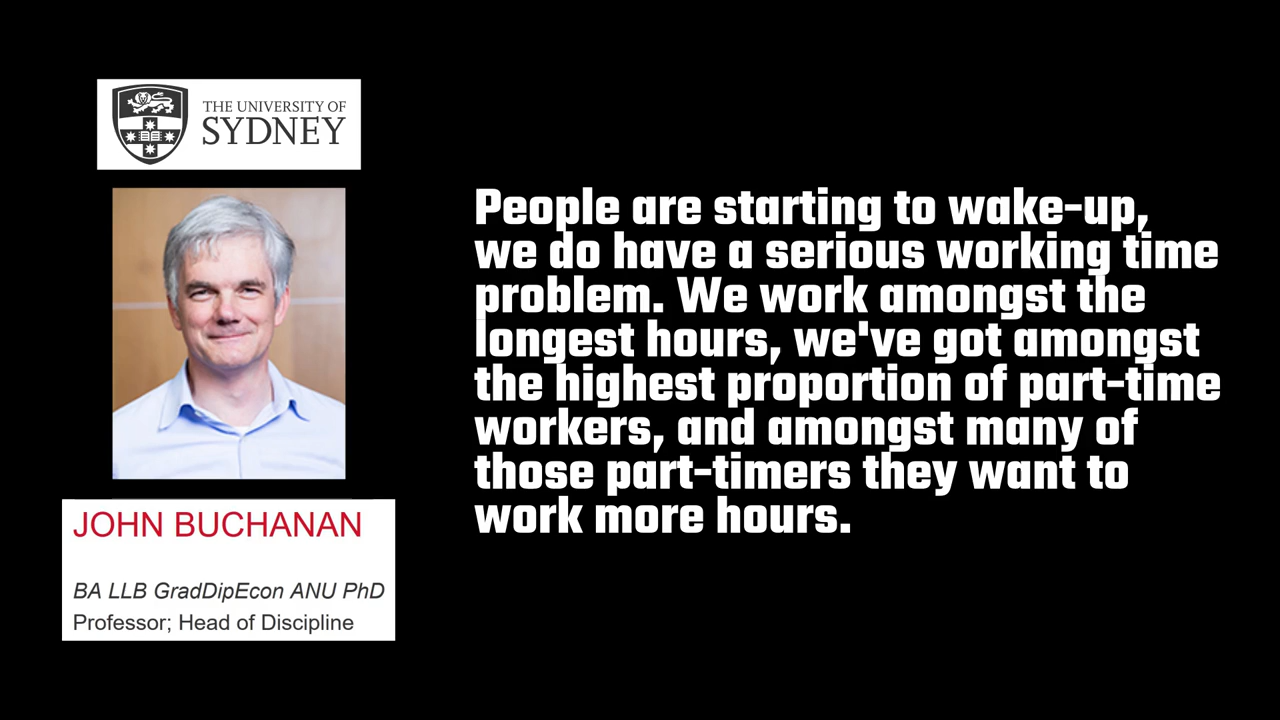 THE UNIVERSITY OF
SYDNEY
JOHN BUCHANAN
BA LLB GradDipEcon ANU PhD
Professor; Head of Discipline
People are starting to wake-up,
we do have a serious working time
problem. We work amongst the
longest hours, we've got amongst
the highest proportion of part-time
workers, and amongst many of
those part-timers they want to
work more hours.